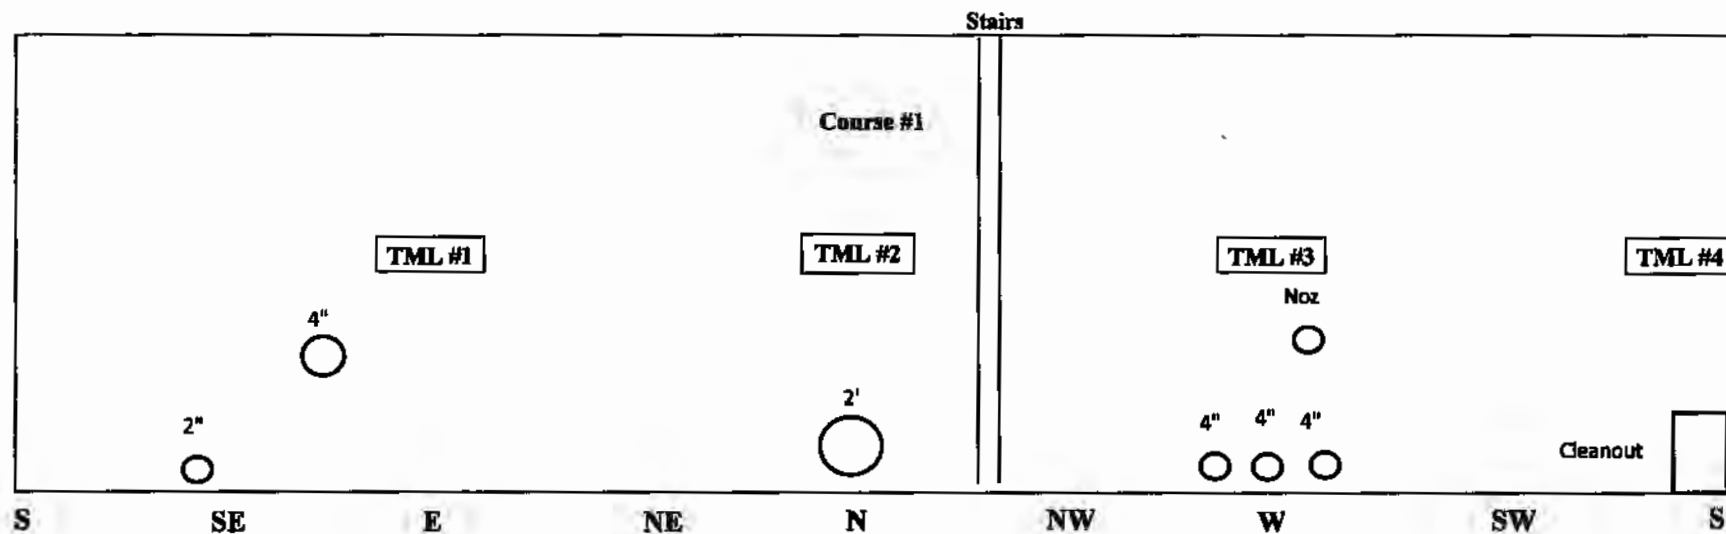 Stairs
Course #1
TML #1
TML #2
TML #3
TML #4
Noz
4"
2'
4" 4" 4"
2"
Cleanout
S SE E NE N NW W SW S